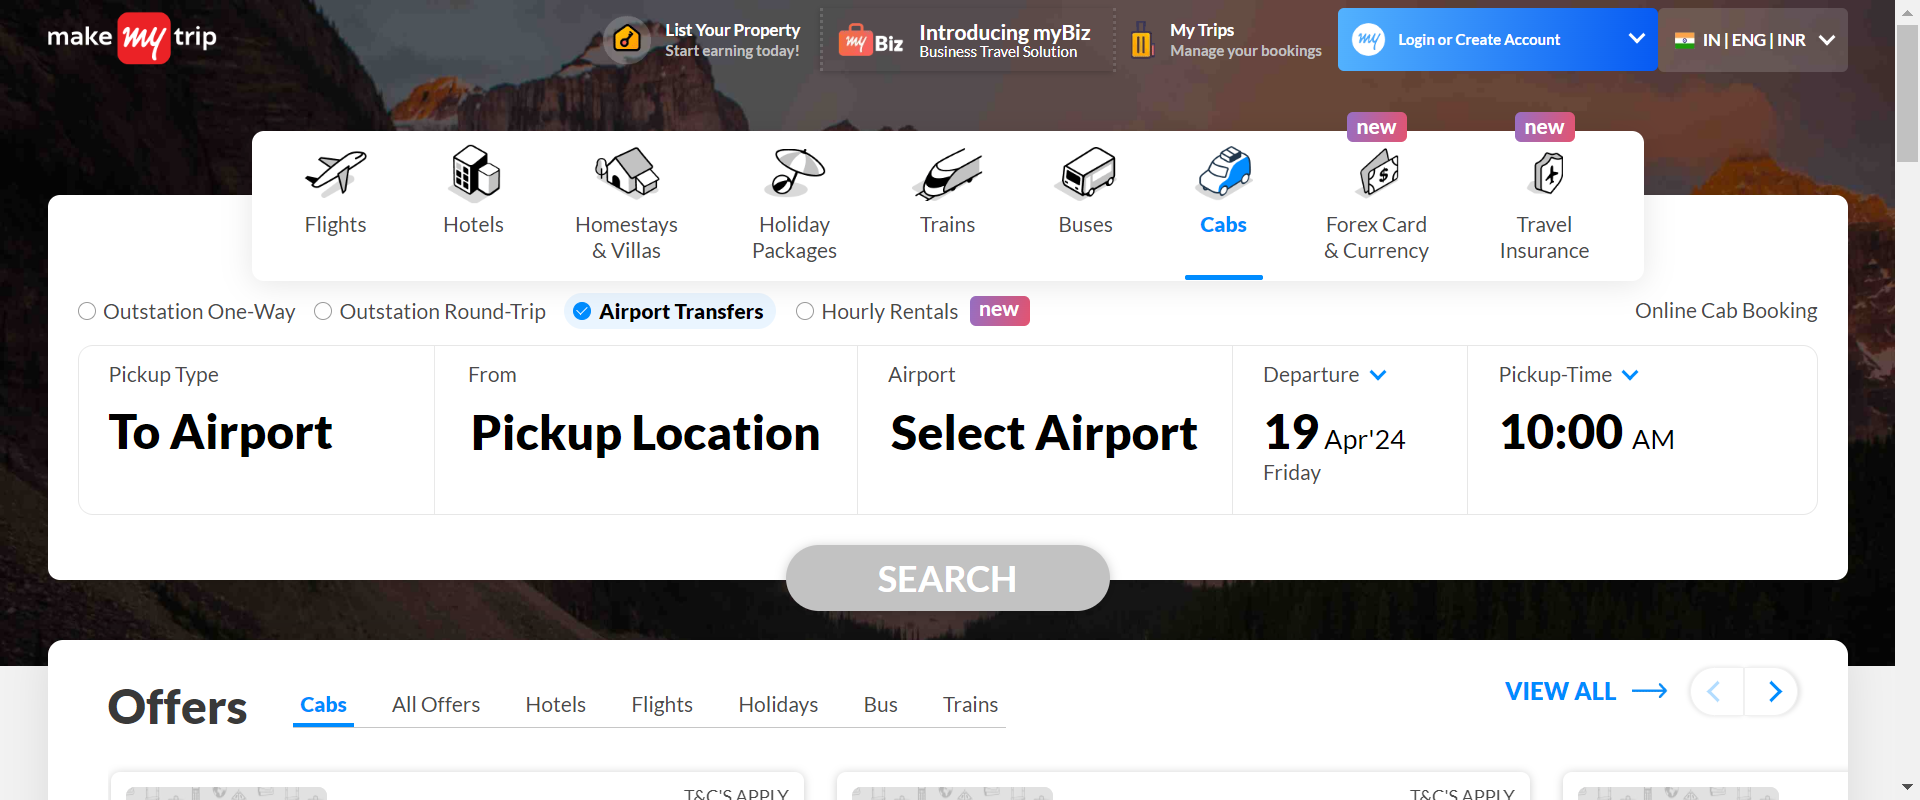 make my trip
List Your Property
Start earning today!
my Biz
Introducing myBiz
Business Travel Solution
My Trips
Manage your bookings
my
Login or Create Account
IN | ENG | INR
new
new
Flights
Hotels
Homestays
& Villas
Holiday
Packages
Trains
Buses
Cabs
Forex Card
& Currency
Travel
Insurance
Outstation One-Way
Outstation Round-Trip
Airport Transfers
Hourly Rentals
new
Online Cab Booking
Pickup Type
To Airport
From
Pickup Location
Airport
Select Airport
Departure
19 Apr'24
Friday
Pickup-Time
10:00 AM
SEARCH
Offers
Cabs
All Offers
Hotels
Flights
Holidays
Bus
Trains
VIEW ALL
T&C'S APPLY
T&C'S APPLY